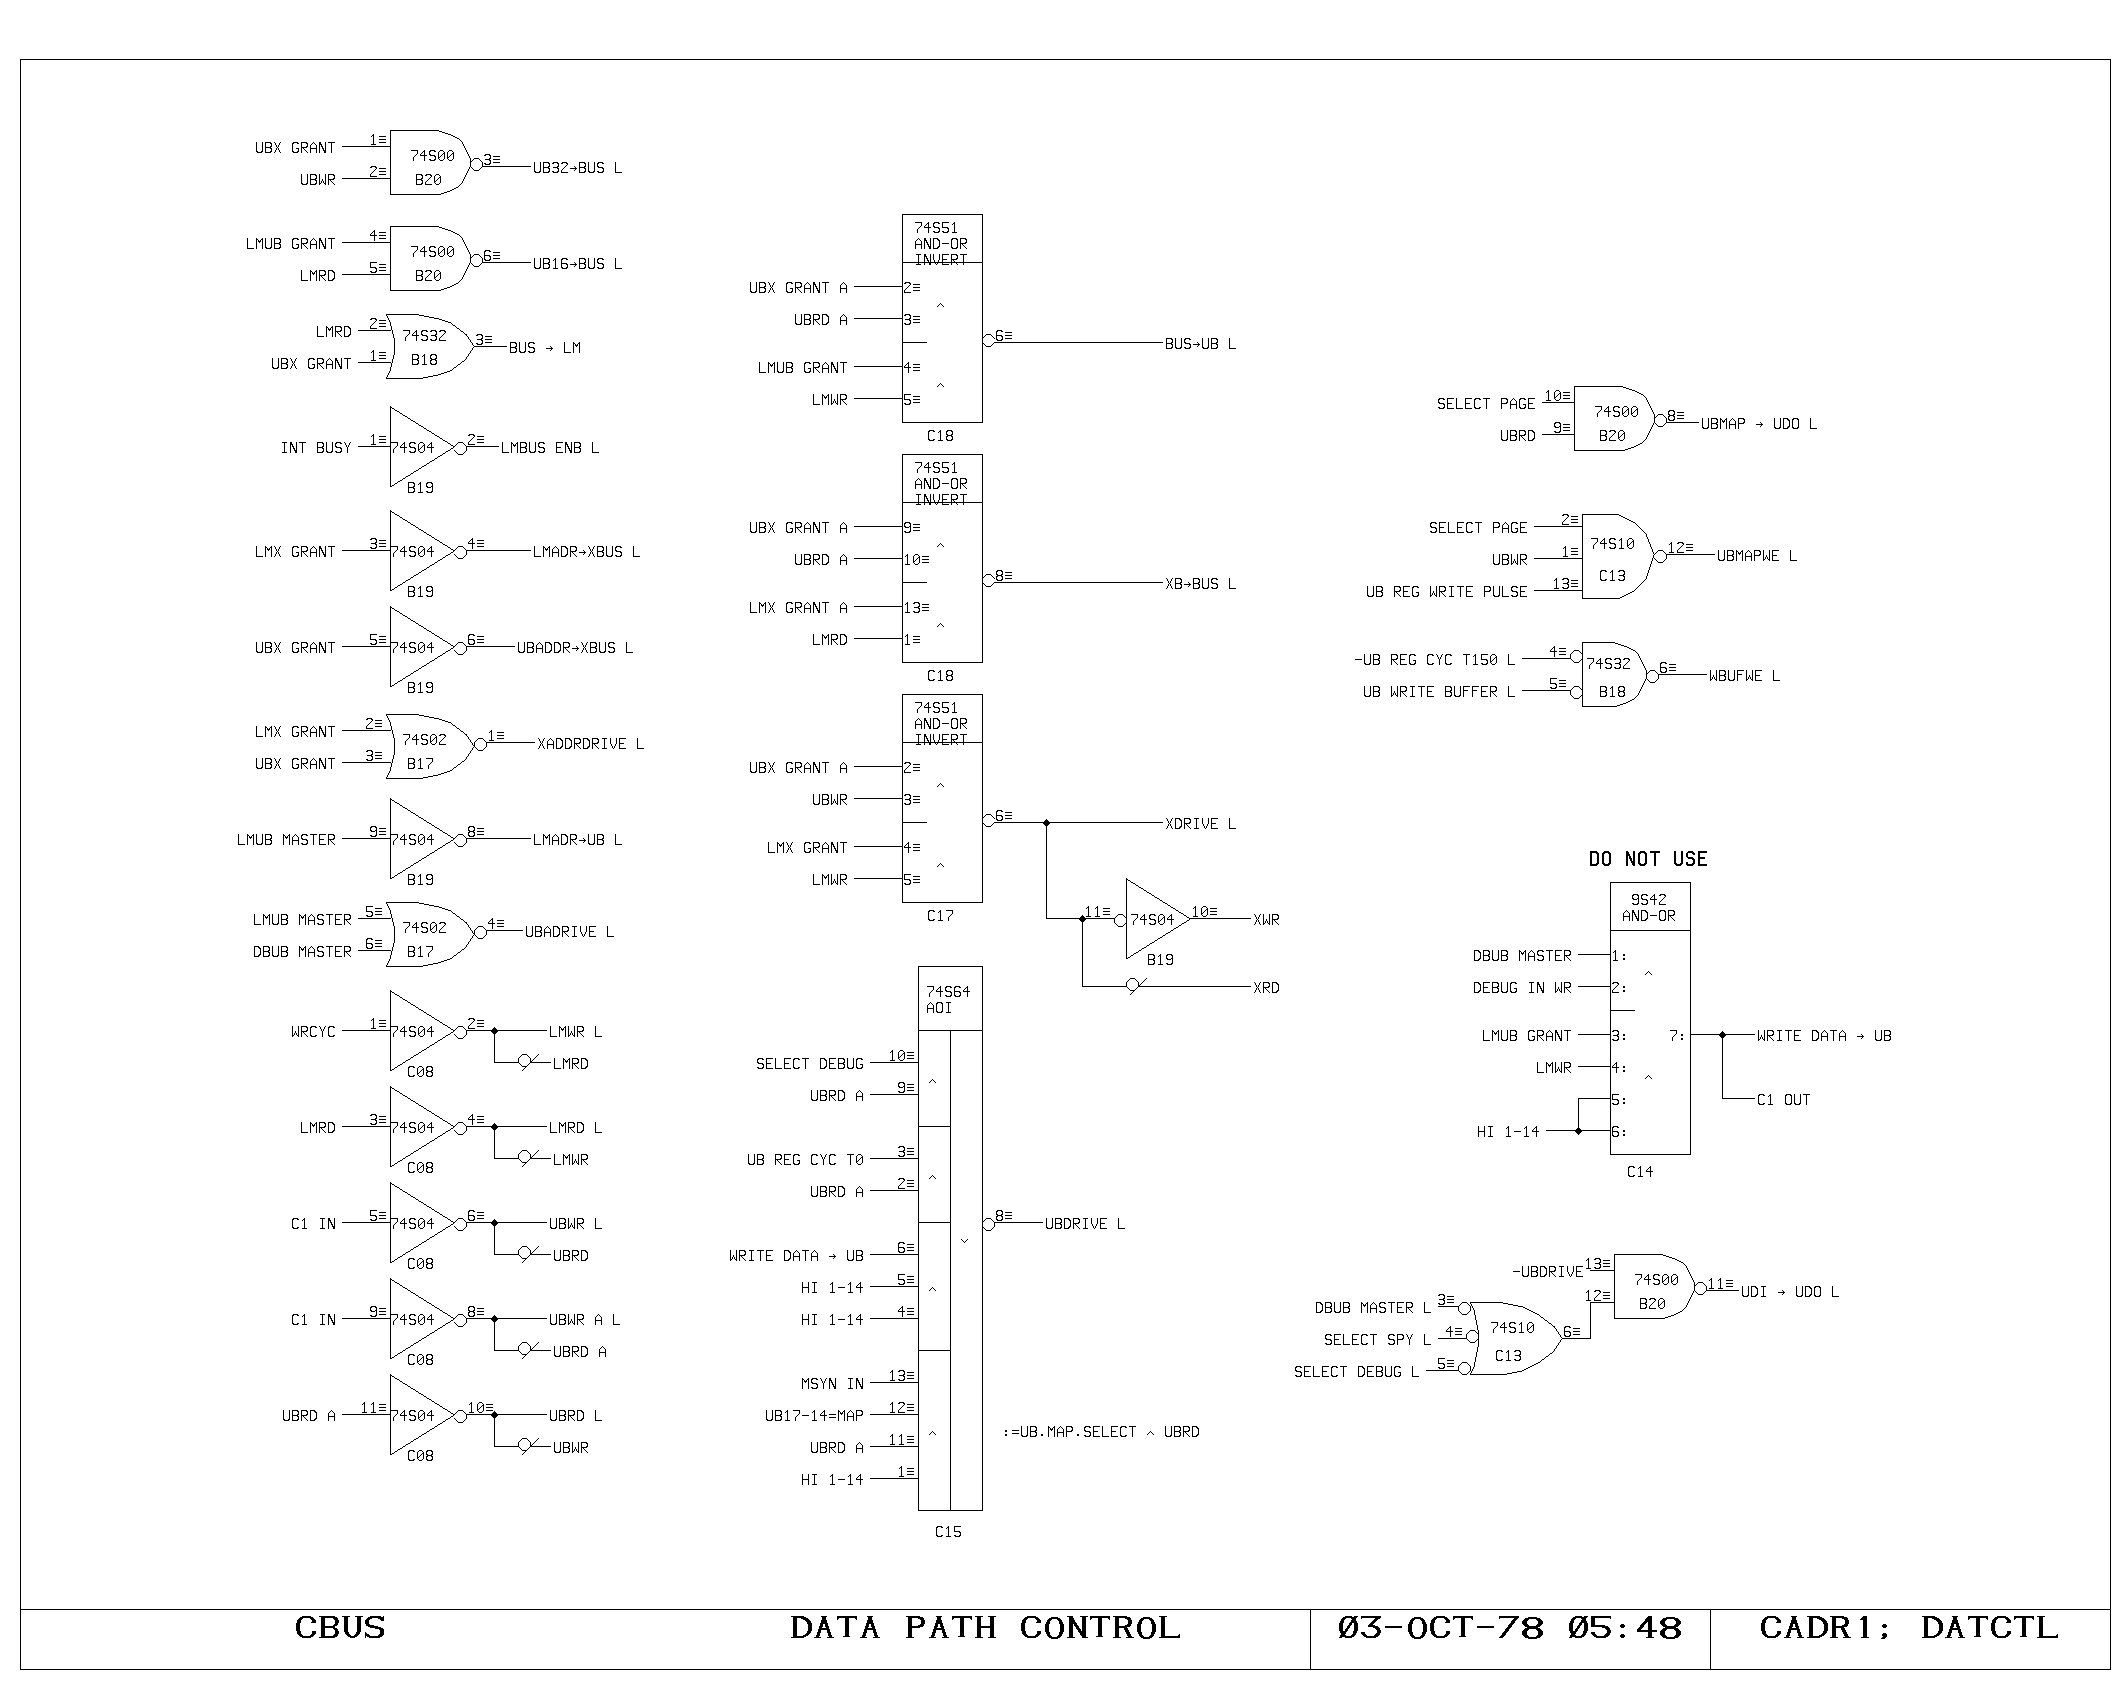 UBX GRANT 1≡ 74S00 3≡ UB32→BUS L
UBWR 2≡ B20
LMUB GRANT 4≡ 74S00 6≡ UB16→BUS L
LMRD 5≡ B20
LMRD 2≡ 74S32 3≡ BUS → LM
UBX GRANT 1≡ B18
INT BUSY 1≡ 74S04 2≡ LMBUS ENB L
B19
LMX GRANT 3≡ 74S04 4≡ LMADR→XBUS L
B19
UBX GRANT 5≡ 74S04 6≡ UBADDR→XBUS L
B19
LMX GRANT 2≡ 74S02 1≡ XADDRDRIVE L
UBX GRANT 3≡ B17
LMUB MASTER 9≡ 74S04 8≡ LMADR→UB L
B19
LMUB MASTER 5≡ 74S02 4≡ UBADRIVE L
DBUB MASTER 6≡ B17
WRCYC 1≡ 74S04 2≡ LMWR L
C08 LMRD
LMRD 3≡ 74S04 4≡ LMRD L
C08 LMWR
C1 IN 5≡ 74S04 6≡ UBWR L
C08 UBRD
C1 IN 9≡ 74S04 8≡ UBWR A L
C08 UBRD A
UBRD A 11≡ 74S04 10≡ UBRD L
C08 UBWR
74S51
AND-OR
INVERT
UBX GRANT A 2≡ ^
UBRD A 3≡
6≡ BUS→UB L
LMUB GRANT 4≡ ^
LMWR 5≡
C18
74S51
AND-OR
INVERT
UBX GRANT A 9≡ ^
UBRD A 10≡
8≡ XB→BUS L
LMX GRANT A 13≡ ^
LMRD 1≡
C18
74S51
AND-OR
INVERT
UBX GRANT A 2≡ ^
UBWR 3≡
6≡ XDRIVE L
LMX GRANT 4≡ ^
LMWR 5≡
C17
11≡ 74S04 10≡ XWR
B19
XRD
74S64
AOI
SELECT DEBUG 10≡ ^
UBRD A 9≡
UB REG CYC T0 3≡ ^
UBRD A 2≡
8≡ UBDRIVE L
WRITE DATA → UB 6≡ ^
HI 1-14 5≡
HI 1-14 4≡
MSYN IN 13≡
UB17-14=MAP 12≡ ^
UBRD A 11≡
HI 1-14 1≡
:=UB.MAP.SELECT ^ UBRD
C15
SELECT PAGE 10≡ 74S00 8≡ UBMAP → UDO L
UBRD 9≡ B20
SELECT PAGE 2≡ 74S10 12≡ UBMAPWE L
UBWR 1≡
UB REG WRITE PULSE 13≡ C13
-UB REG CYC T150 L 4≡ 74S32 6≡ WBUFWE L
UB WRITE BUFFER L 5≡ B18
DO NOT USE
9S42
AND-OR
DBUB MASTER 1: ^
DEBUG IN WR 2:
LMUB GRANT 3: 7: WRITE DATA → UB
LMWR 4: ^
5: C1 OUT
HI 1-14 6:
C14
-UBDRIVE 13≡ 74S00 11≡ UDI → UDO L
12≡ B20
DBUB MASTER L 3≡ 74S10 6≡
SELECT SPY L 4≡ C13
SELECT DEBUG L 5≡
CBUS DATA PATH CONTROL Ø3-OCT-78 Ø5:48 CADR1; DATCTL